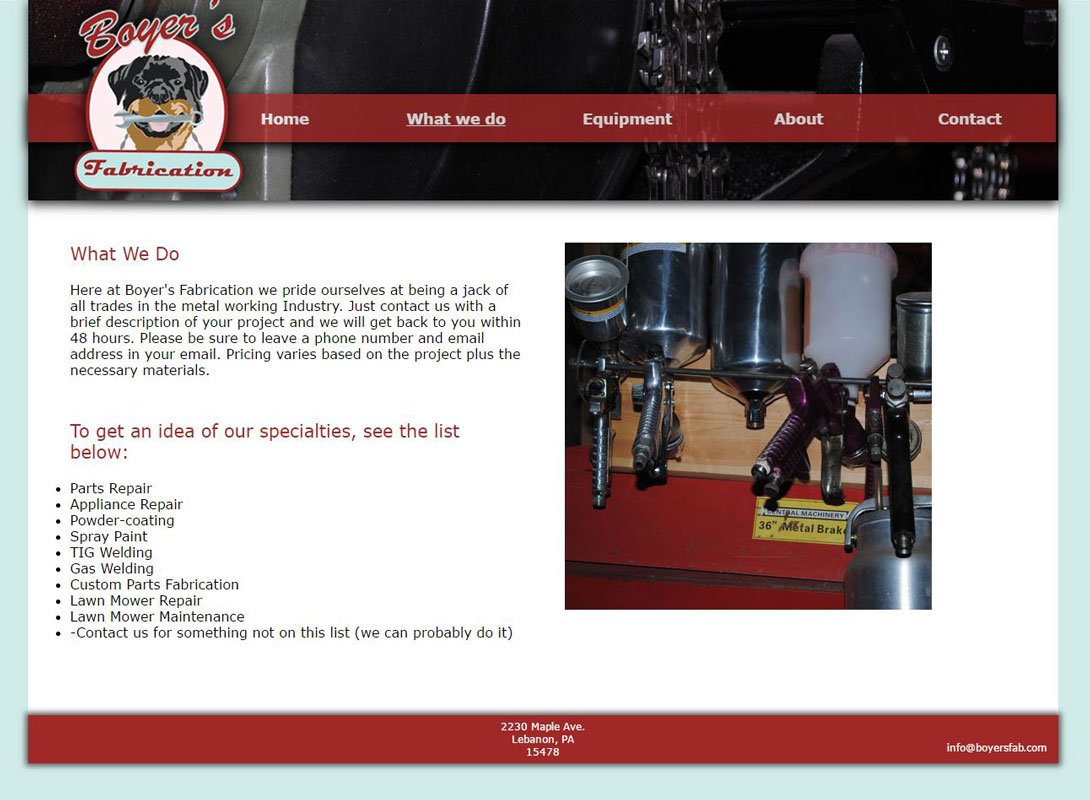 Boyer's
Fabrication
Home What we do Equipment About Contact
What We Do
Here at Boyer's Fabrication we pride ourselves at being a jack of
all trades in the metal working Industry. Just contact us with a
brief description of your project and we will get back to you within
48 hours. Please be sure to leave a phone number and email
address in your email. Pricing varies based on the project plus the
necessary materials.
To get an idea of our specialties, see the list
below:
Parts Repair
Appliance Repair
Powder-coating
Spray Paint
TIG Welding
Gas Welding
Custom Parts Fabrication
Lawn Mower Repair
Lawn Mower Maintenance
-Contact us for something not on this list (we can probably do it)
CENTRAL MACHINERY
36" Metal Brake
2230 Maple Ave.
Lebanon, PA
15478
info@boyersfab.com